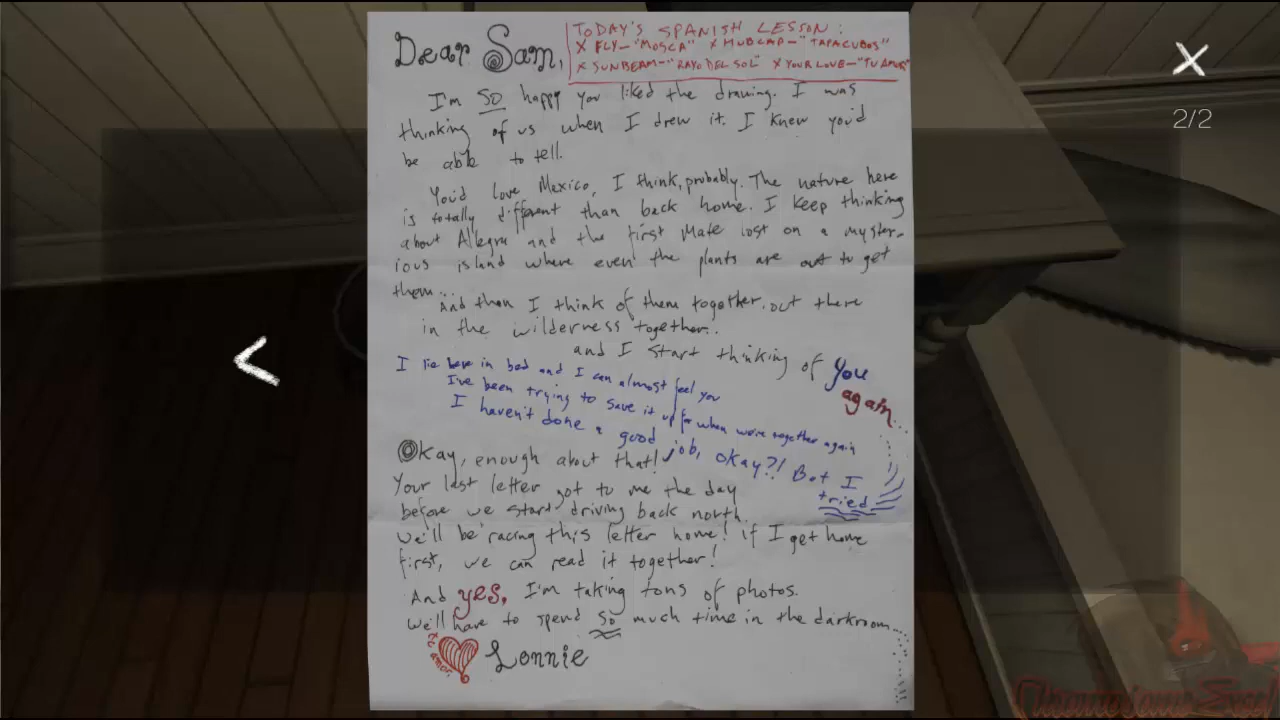 Dear Sam,
TODAY'S SPANISH LESSON:
x FLY—"MOSCA" x HUBCAP—"TAPACUBOS"
x SUNBEAM—"RAYO DEL SOL" x YOUR LOVE—"TU AMOR"
2/2
I'm SO happy you liked the drawing. I was
thinking of us when I drew it. I knew you'd
be able to tell.
You'd love Mexico, I think, probably. The nature here
is totally different than back home. I keep thinking
about Allegra and the First Mate lost on a myster-
ious island where even the plants are out to get
them...
And then I think of them together. out there
in the wilderness together..
and I start thinking of you
again...
I lie here in bed and I can almost feel you
I've been trying to save it up for when we're together again
I haven't done a good job, okay?! But I
tried
Okay, enough about that!
Your last letter got to me the day
before we start driving back north.
We'll be racing this letter home! if I get home
first, we can read it together!
And yes, I'm taking tons of photos.
We'll have to spend so much time in the darkroom...
Lonnie